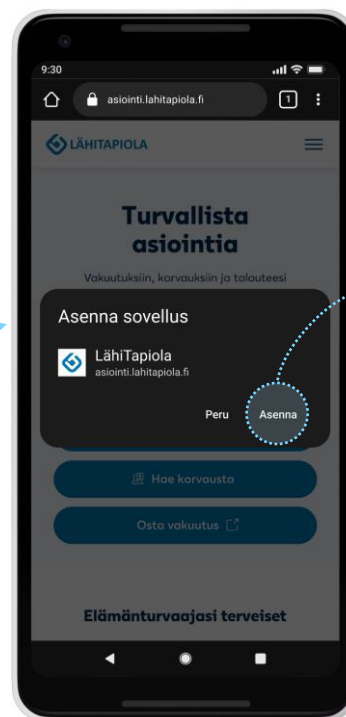 9:30
asiointi.lahitapiola.fi
1
LÄHITAPIOLA
Turvallista
asiointia
Vakuutuksiin, korvauksiin ja talouteesi
Asenna sovellus
LähiTapiola
asiointi.lahitapiola.fi
Peru
Asenna
Hae korvausta
Osta vakuutus
Elämänturvaajasi terveiset